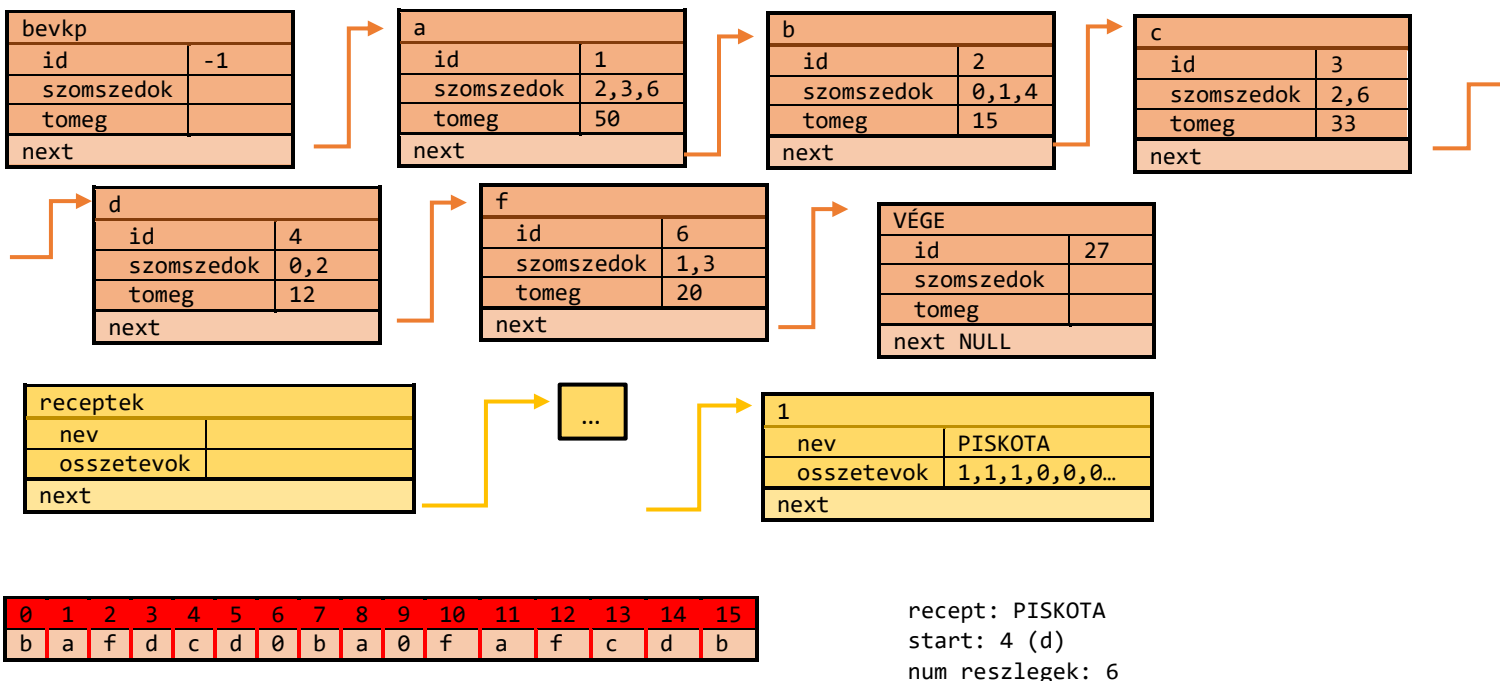 bevkp
id -1
szomszedok
tomeg
next
a
id 1
szomszedok 2,3,6
tomeg 50
next
b
id 2
szomszedok 0,1,4
tomeg 15
next
c
id 3
szomszedok 2,6
tomeg 33
next
d
id 4
szomszedok 0,2
tomeg 12
next
f
id 6
szomszedok 1,3
tomeg 20
next
VÉGE
id 27
szomszedok
tomeg
next NULL
receptek
nev
osszetevok
next
...
1
nev PISKOTA
osszetevok 1,1,1,0,0,0…
next
0 1 2 3 4 5 6 7 8 9 10 11 12 13 14 15
b a f d c d 0 b a 0 f a f c d b
recept: PISKOTA
start: 4 (d)
num reszlegek: 6